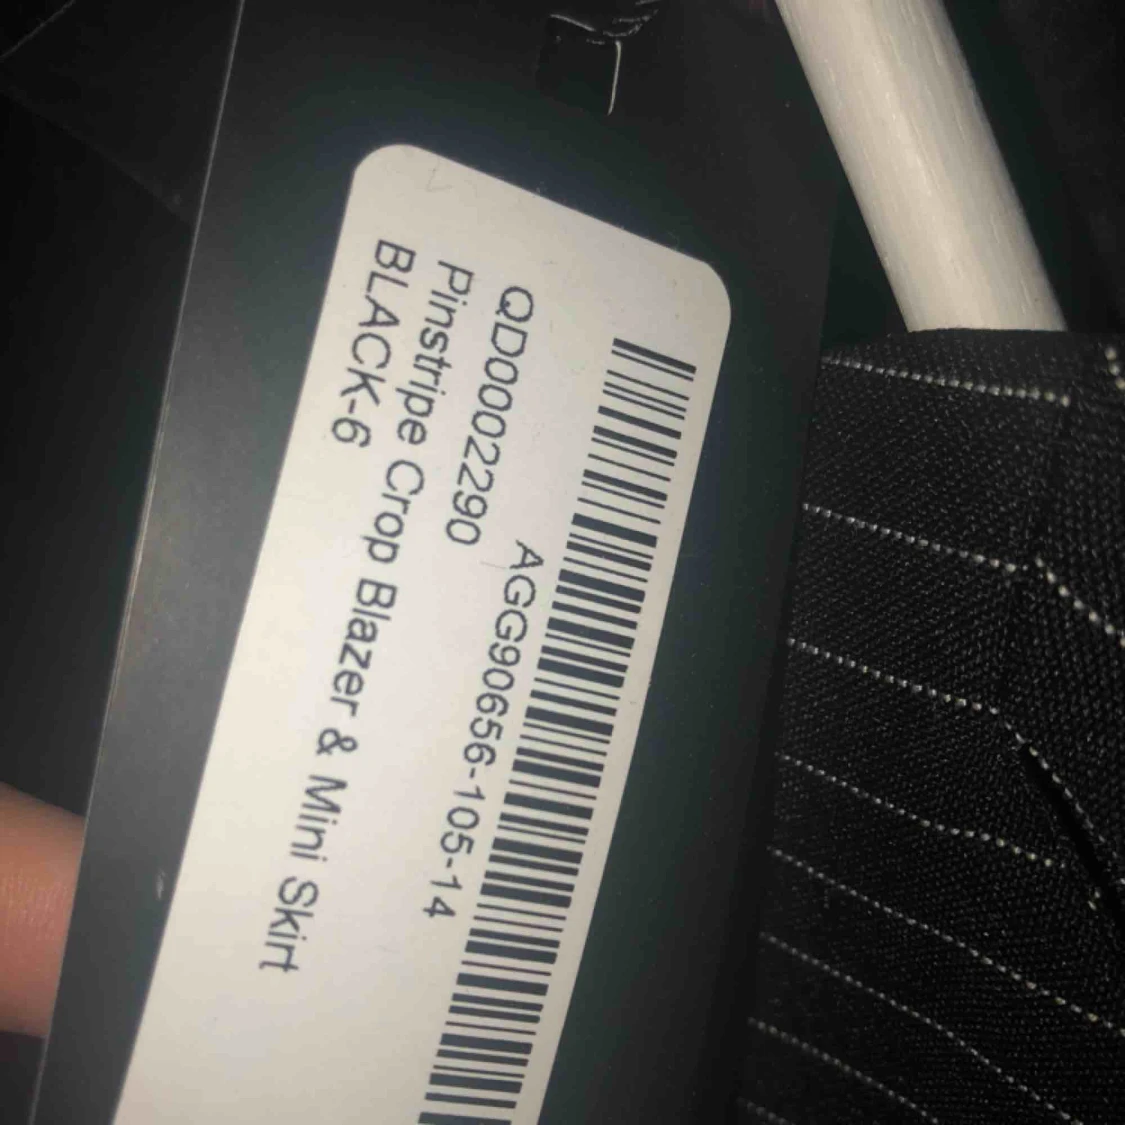 AGG90656-105-14
QD0002290
Pinstripe Crop Blazer & Mini Skirt
BLACK-6